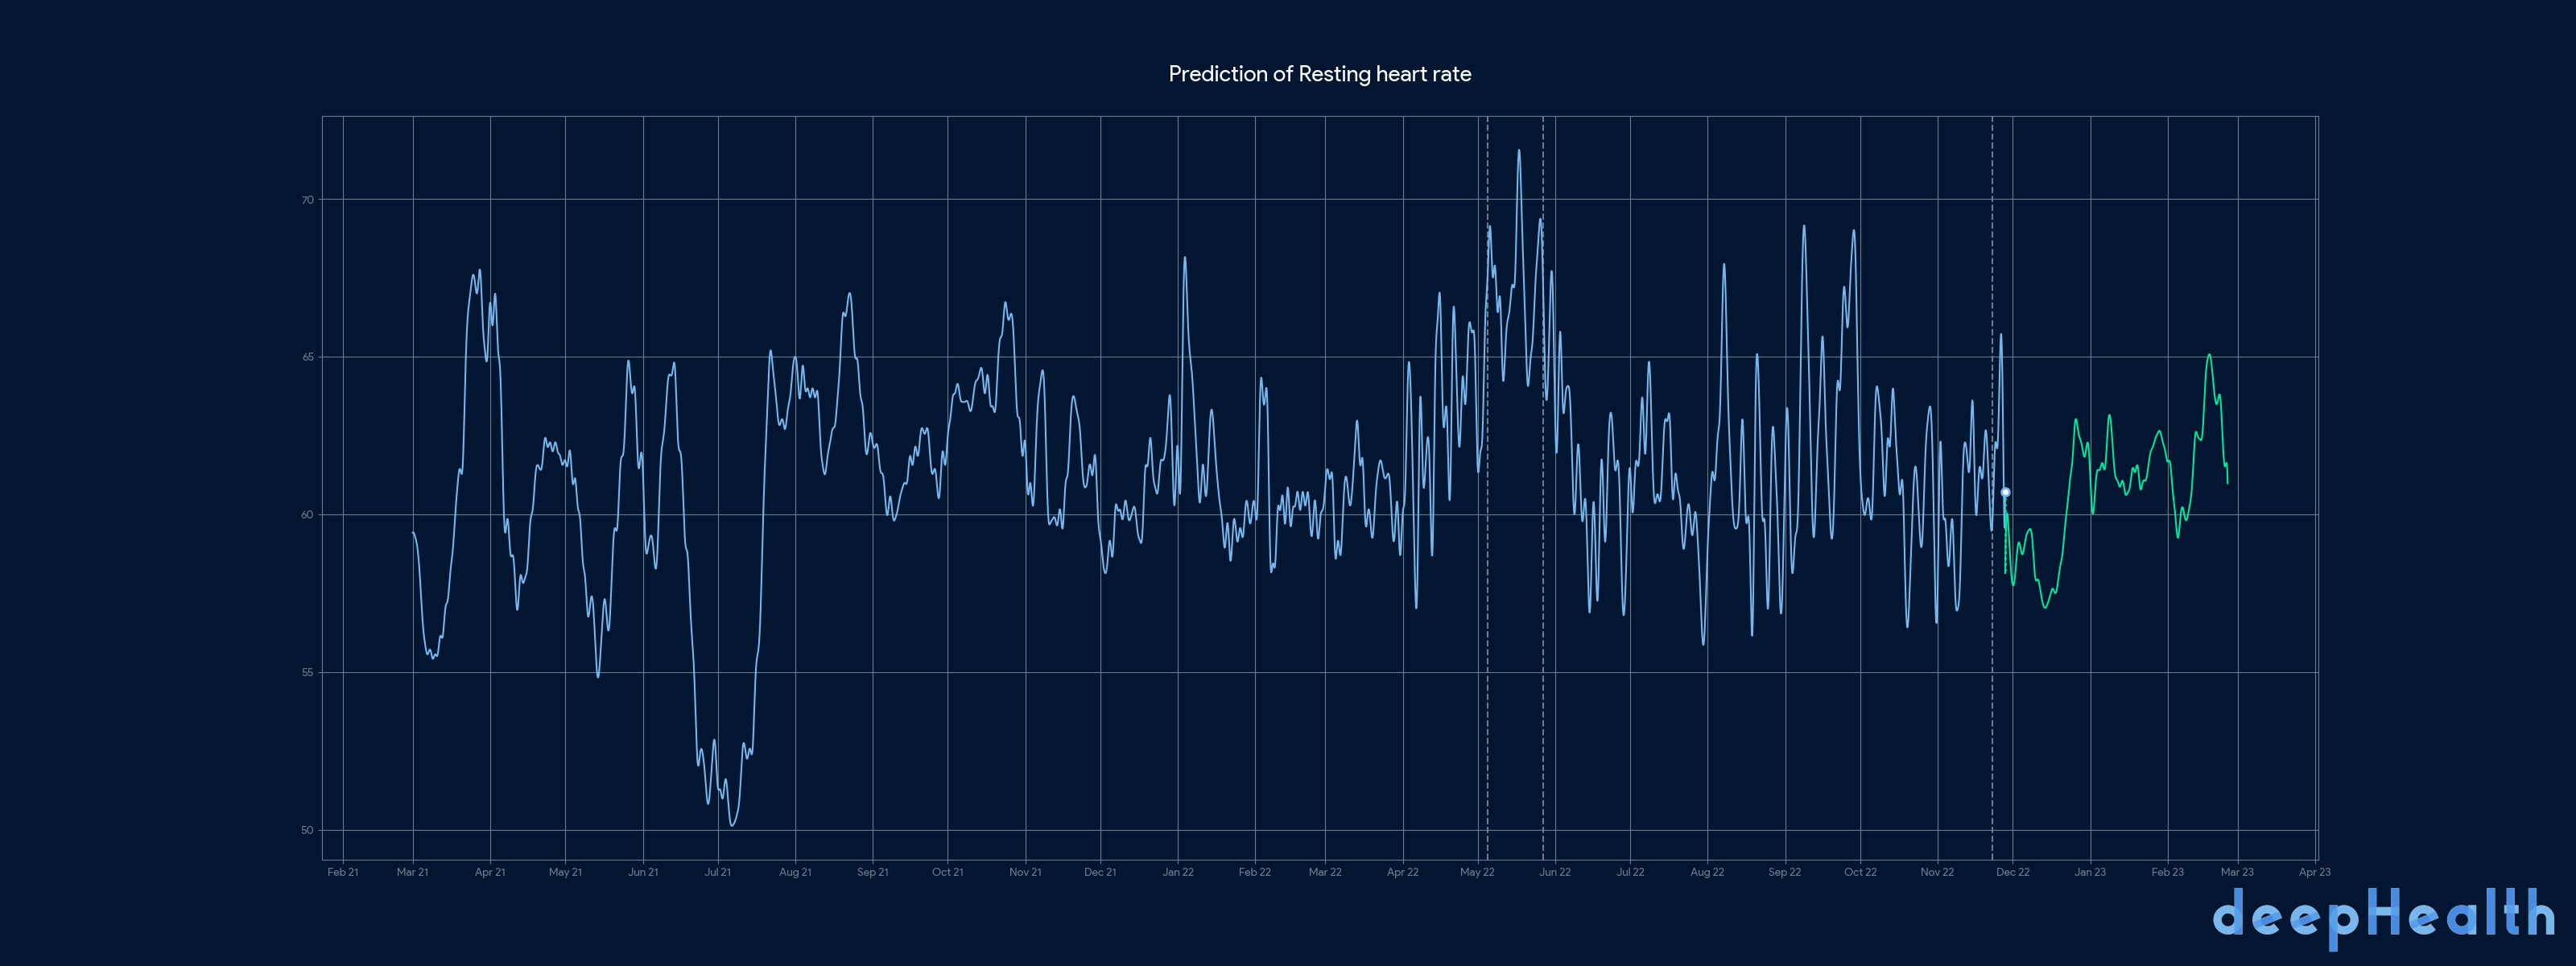 Prediction of Resting heart rate
70
65
60
55
50
Feb 21 Mar 21 Apr 21 May 21 Jun 21 Jul 21 Aug 21 Sep 21 Oct 21 Nov 21 Dec 21 Jan 22 Feb 22 Mar 22 Apr 22 May 22 Jun 22 Jul 22 Aug 22 Sep 22 Oct 22 Nov 22 Dec 22 Jan 23 Feb 23 Mar 23 Apr 23
deepHealth